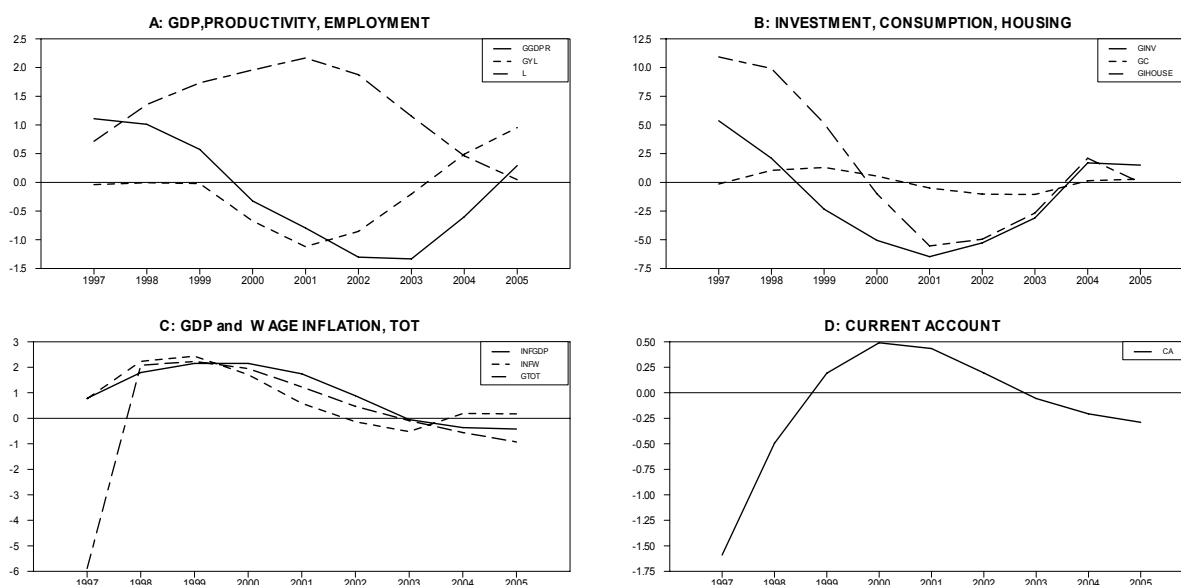 A: GDP,PRODUCTIVITY, EMPLOYMENT
2.5
2.0
1.5
1.0
0.5
0.0
-0.5
-1.0
-1.5
GGDPR
GYL
L
1997 1998 1999 2000 2001 2002 2003 2004 2005
B: INVESTMENT, CONSUMPTION, HOUSING
12.5
10.0
7.5
5.0
2.5
0.0
-2.5
-5.0
-7.5
GINV
GC
GIHOUSE
1997 1998 1999 2000 2001 2002 2003 2004 2005
C: GDP and WAGE INFLATION, TOT
3
2
1
0
-1
-2
-3
-4
-5
-6
INFGDP
INFW
GTOT
1997 1998 1999 2000 2001 2002 2003 2004 2005
D: CURRENT ACCOUNT
0.50
0.25
0.00
-0.25
-0.50
-0.75
-1.00
-1.25
-1.50
-1.75
CA
1997 1998 1999 2000 2001 2002 2003 2004 2005